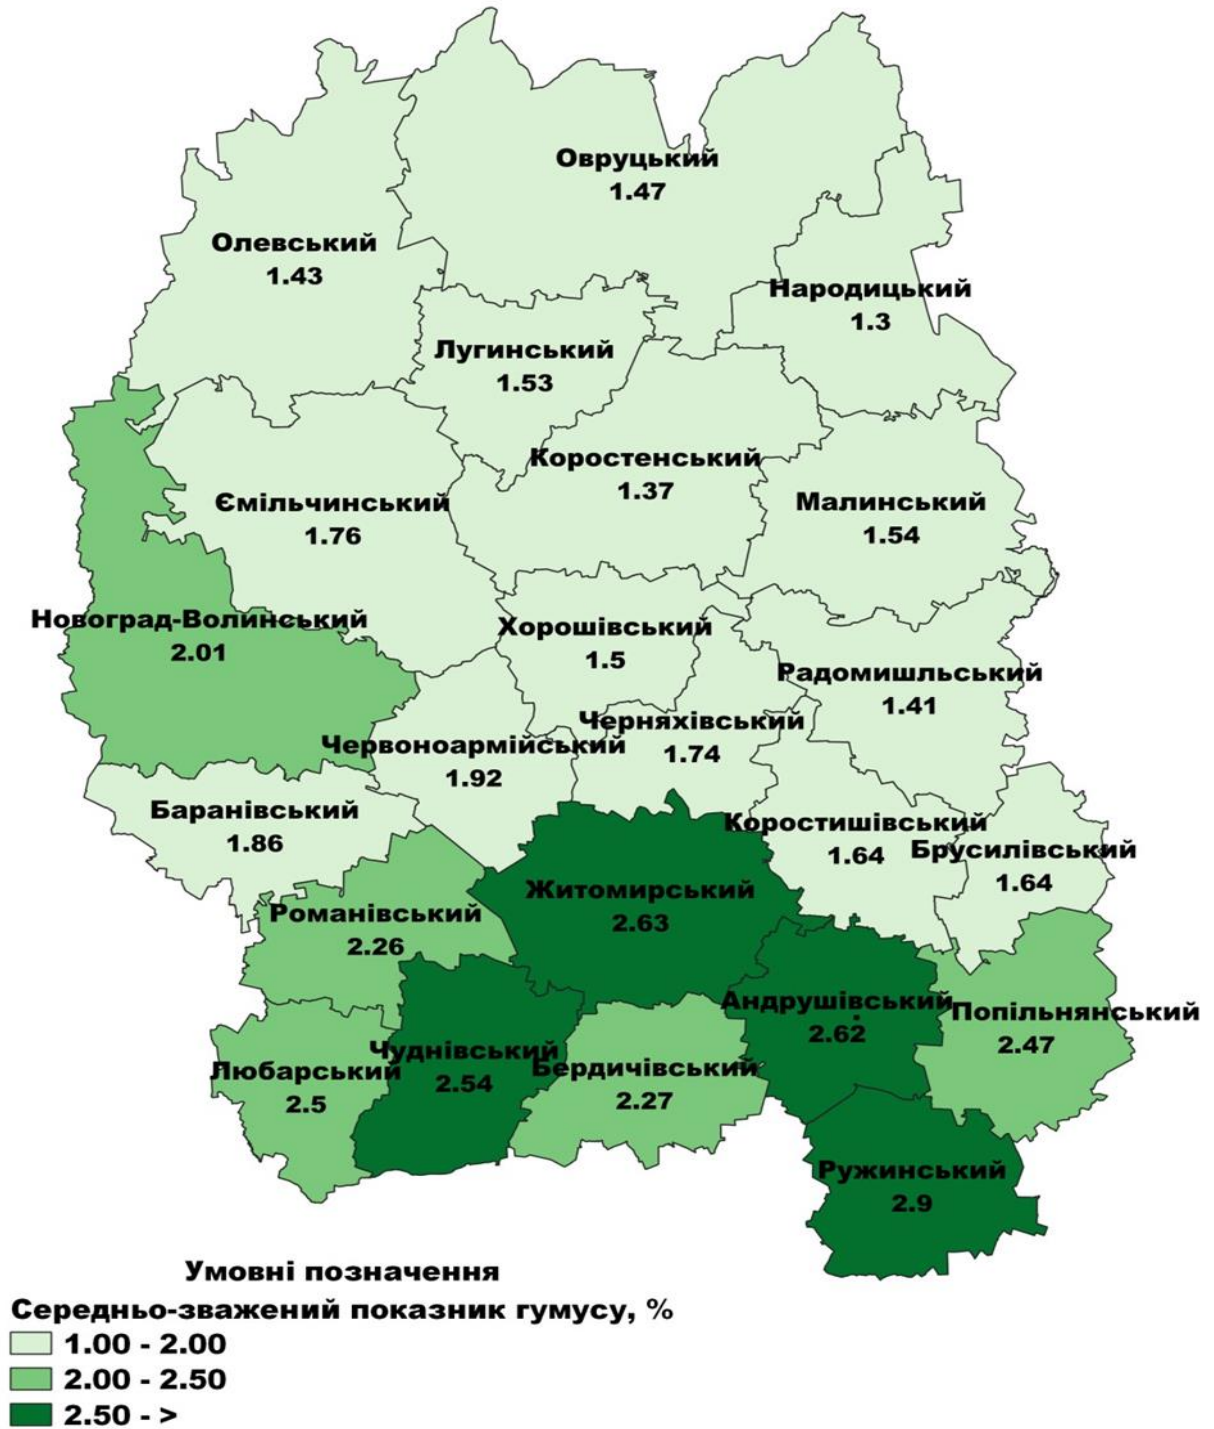 Овруцький
1.47
Олевський
1.43
Народицький
1.3
Лугинський
1.53
Коростенський
1.37
Ємільчинський
1.76
Малинський
1.54
Новоград-Волинський
2.01
Хорошівський
1.5
Радомишльський
1.41
Черняхівський
1.74
Червоноармійський
1.92
Баранівський
1.86
Коростишівський
1.64
Брусилівський
1.64
Житомирський
2.63
Романівський
2.26
Андрушівський
2.62
Попільнянський
2.47
Чуднівський
2.54
Любарський
2.5
Бердичівський
2.27
Ружинський
2.9
Умовні позначення
Середньо-зважений показник гумусу, %
1.00 - 2.00
2.00 - 2.50
2.50 - >